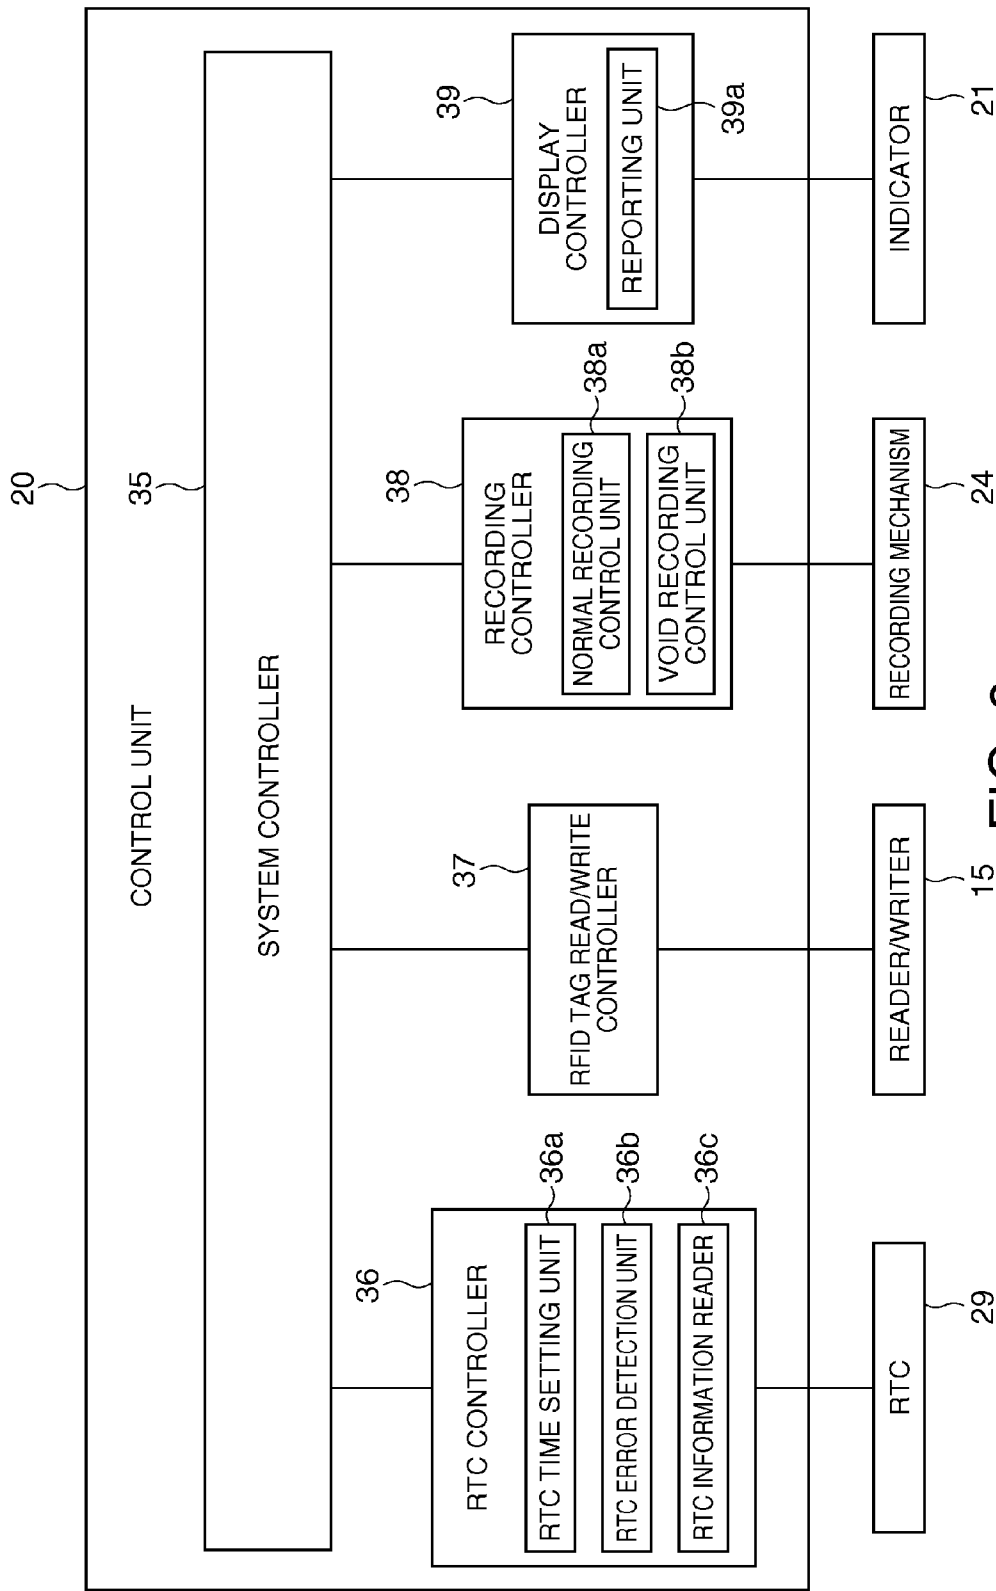 20
CONTROL UNIT
35
SYSTEM CONTROLLER
36
RTC CONTROLLER
RTC TIME SETTING UNIT
36a
RTC ERROR DETECTION UNIT
36b
RTC INFORMATION READER
36c
37
RFID TAG READ/WRITE
CONTROLLER
38
RECORDING
CONTROLLER
NORMAL RECORDING
CONTROL UNIT
38a
VOID RECORDING
CONTROL UNIT
38b
39
DISPLAY
CONTROLLER
REPORTING UNIT
39a
RTC
29
READER/WRITER
15
RECORDING MECHANISM
24
INDICATOR
21
FIG.